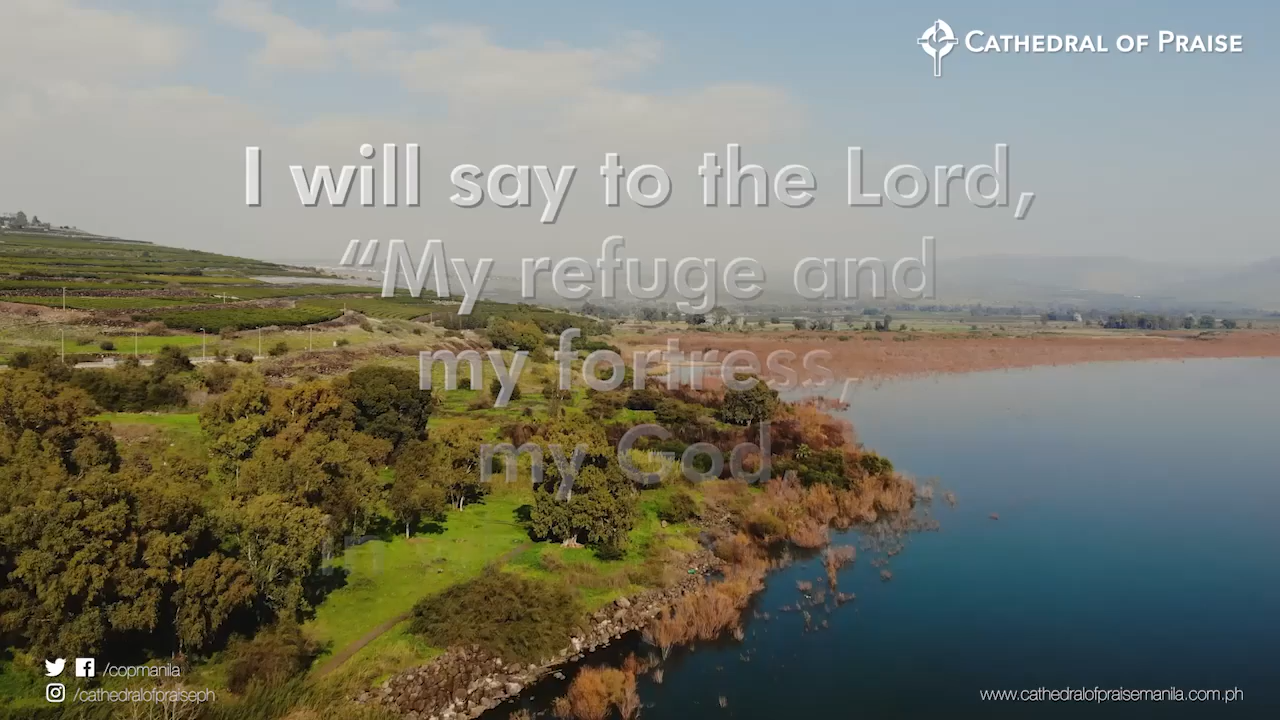 CATHEDRAL OF PRAISE
I will say to the Lord,
“My refuge and
my fortress,
my God,
in
/copmanila
/cathedralofpraiseph
www.cathedralofpraisemanila.com.ph